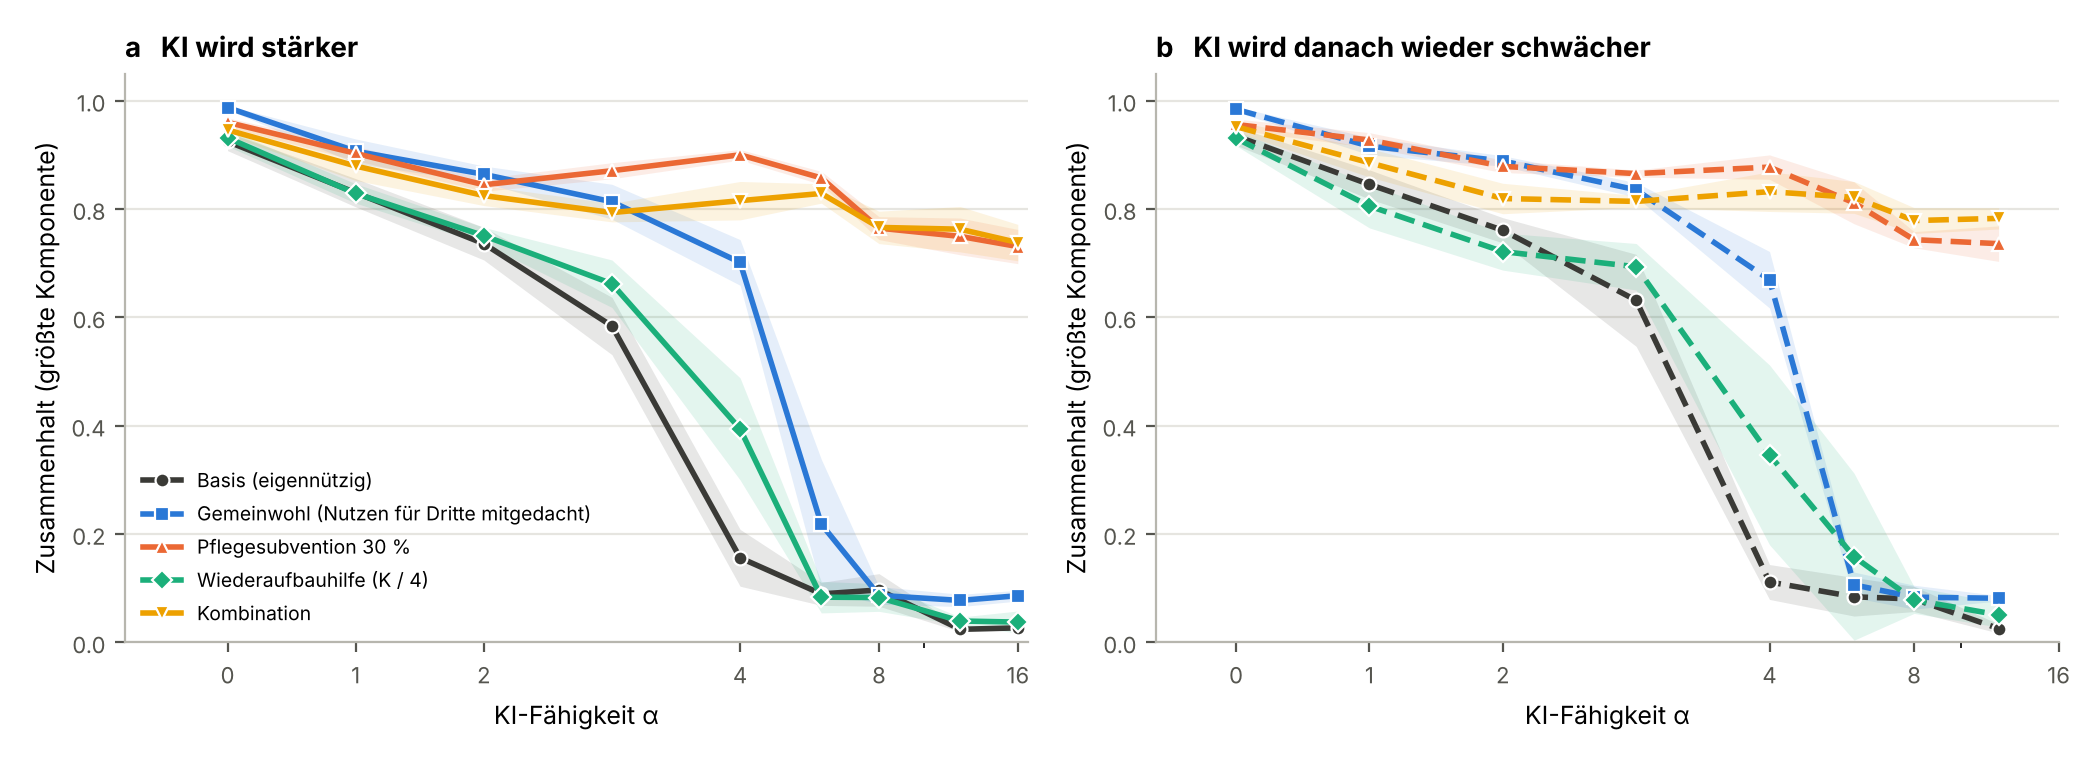 a KI wird stärker
Zusammenhalt (größte Komponente)
1.0
0.8
0.6
0.4
0.2
0.0
Basis (eigennützig)
Gemeinwohl (Nutzen für Dritte mitgedacht)
Pflegesubvention 30 %
Wiederaufbauhilfe (K / 4)
Kombination
0 1 2 4 8 16
KI-Fähigkeit α
b KI wird danach wieder schwächer
Zusammenhalt (größte Komponente)
1.0
0.8
0.6
0.4
0.2
0.0
0 1 2 4 8 16
KI-Fähigkeit α